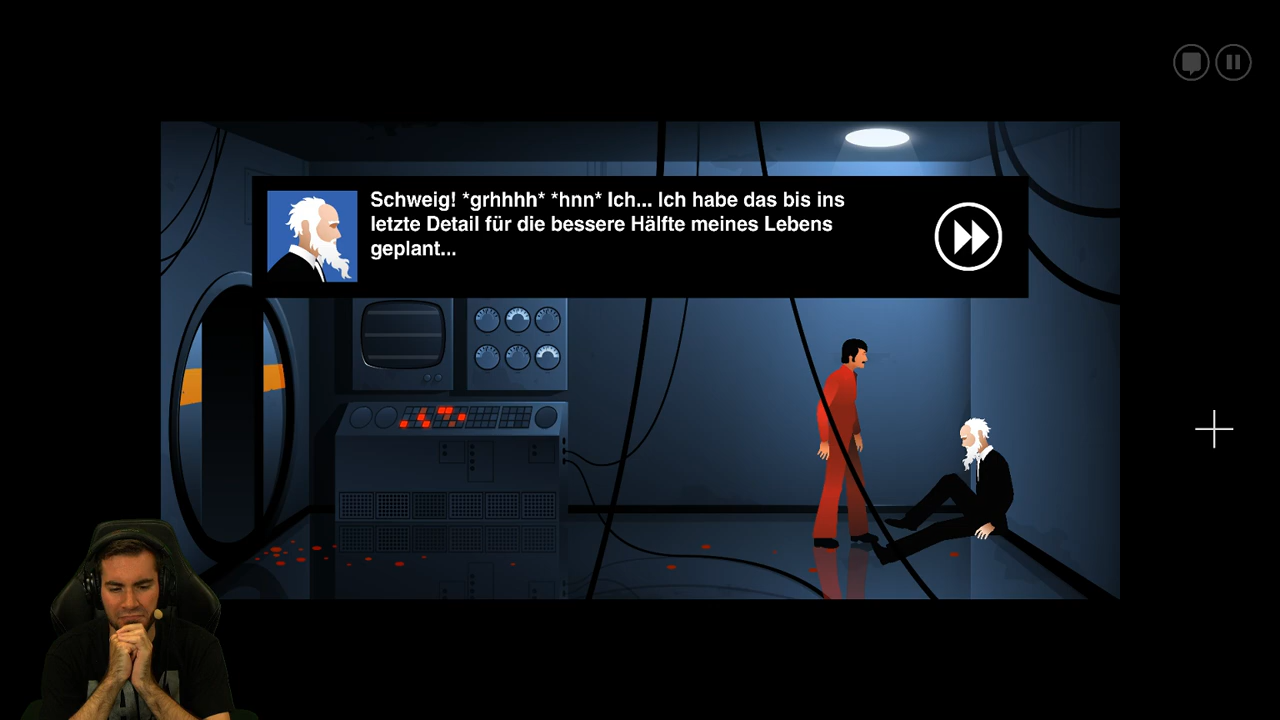 Schweig! *grhhhh* *hnn* Ich... Ich habe das bis ins
letzte Detail für die bessere Hälfte meines Lebens
geplant...